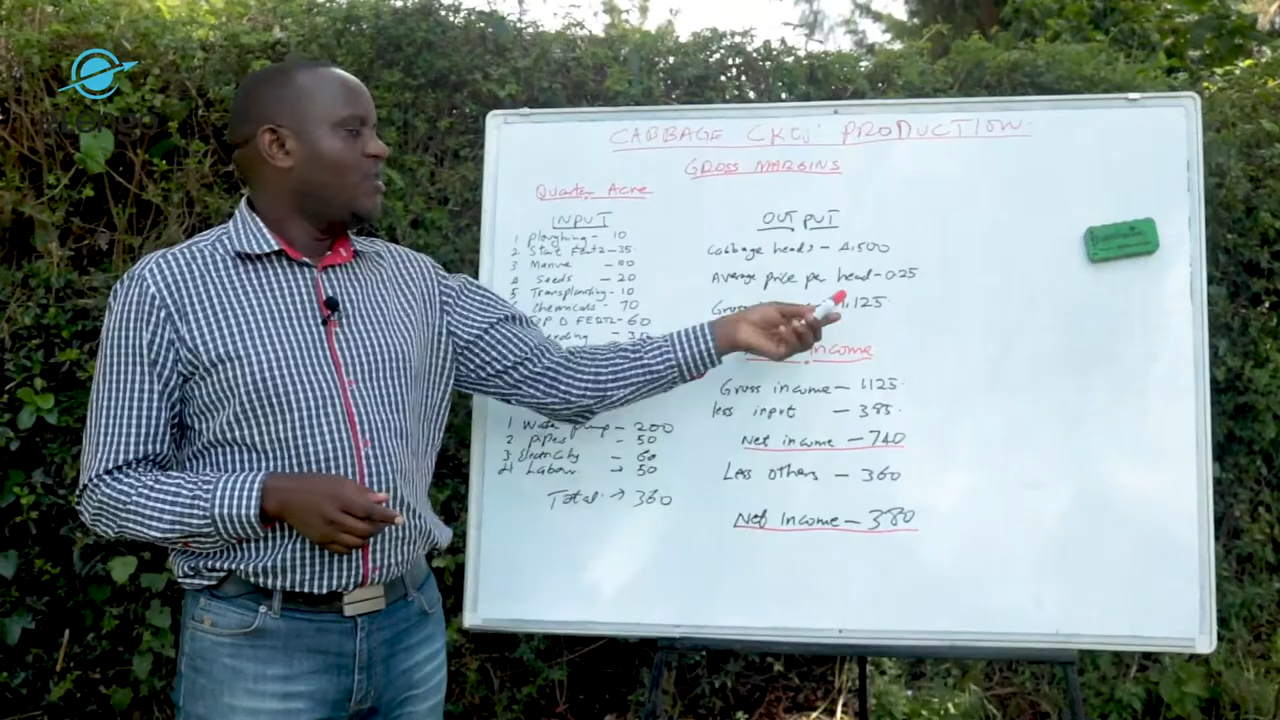 CABBAGE PRODUCTION
GROSS MARGINS
Quarter Acre
INPUT
1 Ploughing - 10
2 Start Fertz - 35
3 Manure
4 Seeds - 20
5 Transplanting - 10
6 Chemicals - 70
TOP D FERTZ - 60
1 Water pump - 200
2 Pipes - 50
3 Electricity - 60
4 Labour → 50
Total → 360
OUTPUT
Cabbage heads - 4,500
Average price per head - 0.25
1,125
Income
Gross income - 1125
less input - 385
Net income - 740
Less others - 360
Net Income - 380